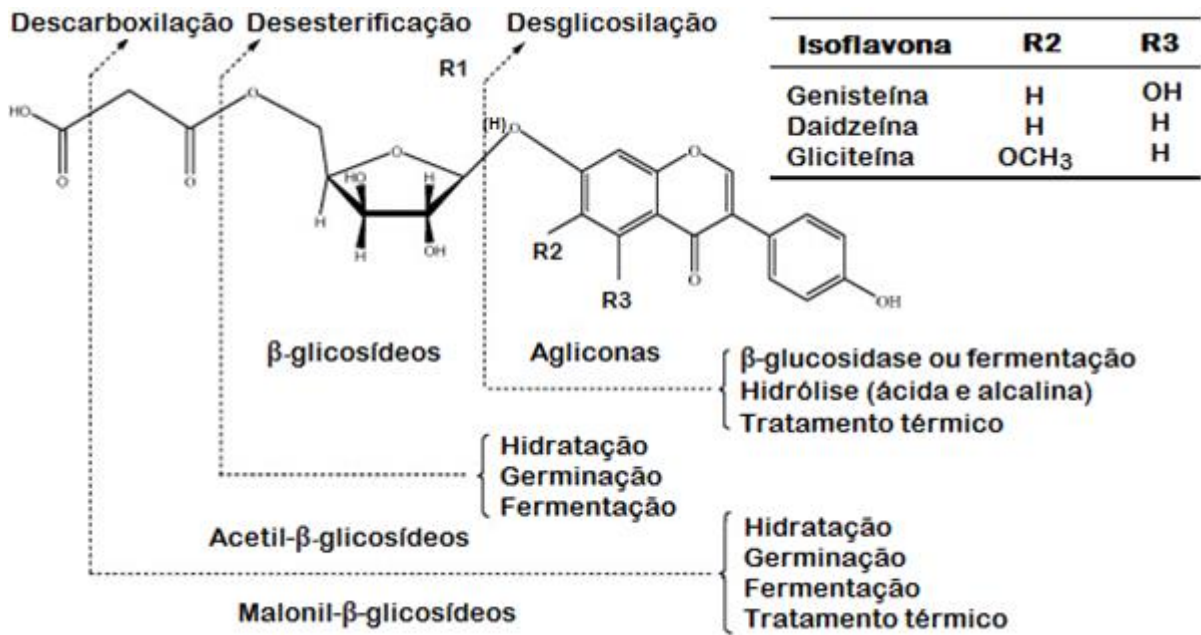 Descarboxilação Desesterificação Desglicosilação
Isoflavona R2 R3
Genisteína H OH
Daidzeína H H
Gliciteína OCH3 H
R1
HO
O
O
O
O
HO
H
H
H
OH
(H)
O
O
O
R2
R3
OH
β-glicosídeos Agliconas
β-glucosidase ou fermentação
Hidrólise (ácida e alcalina)
Tratamento térmico
Hidratação
Germinação
Fermentação
Acetil-β-glicosídeos
Hidratação
Germinação
Fermentação
Tratamento térmico
Malonil-β-glicosídeos